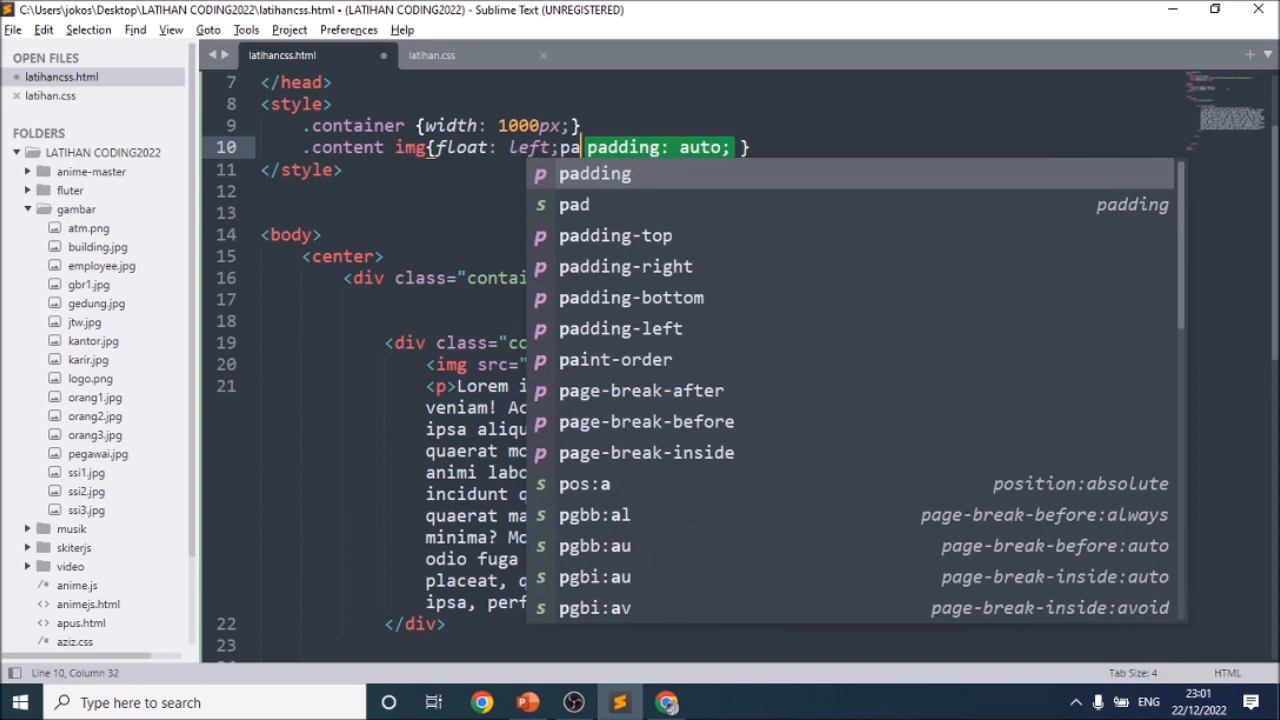 C:\Users\jokos\Desktop\LATIHAN CODING2022\latihancss.html • (LATIHAN CODING2022) - Sublime Text (UNREGISTERED)
File Edit Selection Find View Goto Tools Project Preferences Help
OPEN FILES
latihancss.html
latihan.css
FOLDERS
LATIHAN CODING2022
anime-master
fluter
gambar
atm.png
building.jpg
employee.jpg
gbr1.jpg
gedung.jpg
jtw.jpg
kantor.jpg
karir.jpg
logo.png
orang1.jpg
orang2.jpg
orang3.jpg
pegawai.jpg
ssi1.jpg
ssi2.jpg
ssi3.jpg
musik
skiterjs
video
/* anime.js
<> animejs.html
<> apus.html
/* aziz.css
latihancss.html latihan.css
7 </head>
8 <style>
9 .container {width: 1000px;}
10 .content img{float: left;pa padding: auto; }
11 </style>
12
13
14 <body>
15 <center>
16 <div class="contai
17
18
19 <div class="co
20 <img src="
21 <p>Lorem i
veniam! Ac
ipsa aliqu
quaerat mo
animi labo
incidunt q
quaerat ma
minima? Mo
odio fuga
placeat, q
ipsa, perf
22 </div>
23
p padding
s pad padding
p padding-top
p padding-right
p padding-bottom
p padding-left
p paint-order
p page-break-after
p page-break-before
p page-break-inside
s pos:a position:absolute
s pgbb:al page-break-before:always
s pgbb:au page-break-before:auto
s pgbi:au page-break-inside:auto
s pgbi:av page-break-inside:avoid
Line 10, Column 32 Tab Size: 4 HTML
Type here to search
ENG
23:01
22/12/2022